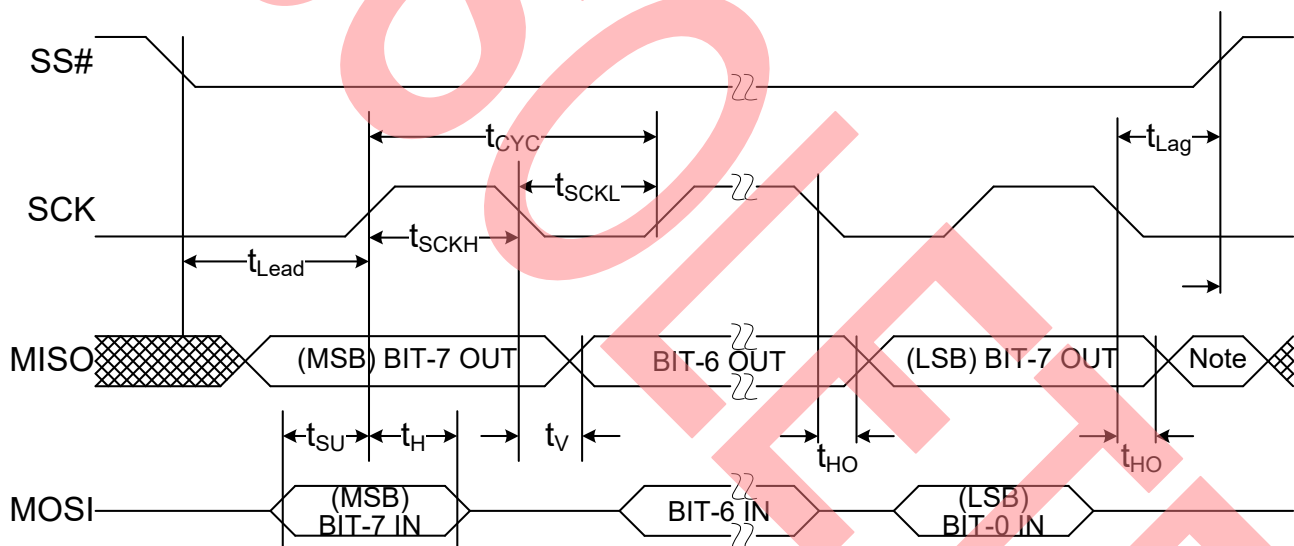 SS#
tCYC
tLag
tSCKL
SCK
tSCKH
tLead
MISO
(MSB) BIT-7 OUT
BIT-6 OUT
(LSB) BIT-7 OUT
Note
tSU
tH
tV
tHO
tHO
MOSI
(MSB)
BIT-7 IN
BIT-6 IN
(LSB)
BIT-0 IN
SOLET